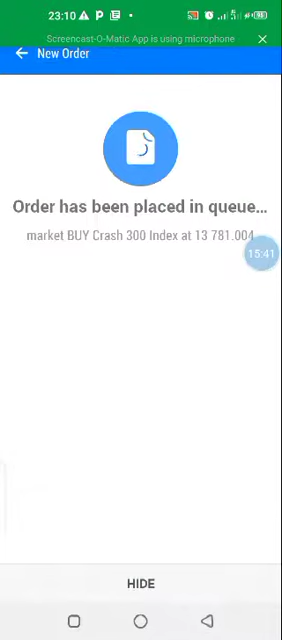 23:10
Screencast-O-Matic App is using microphone
New Order
Order has been placed in queue...
market BUY Crash 300 Index at 13 781.004
15:41
HIDE